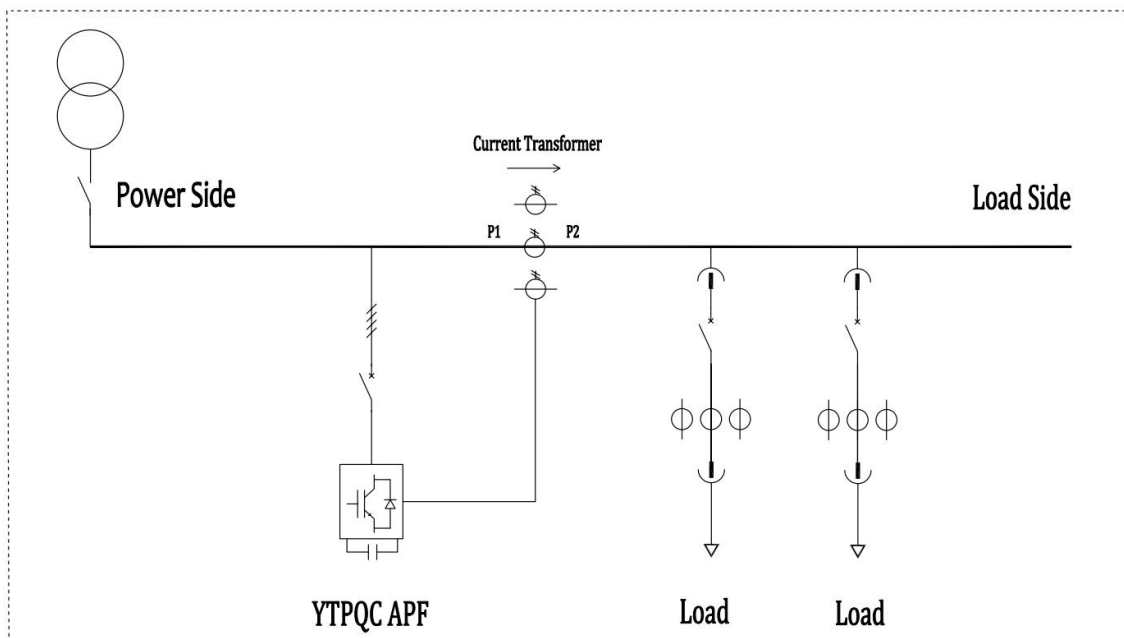 Current Transformer
Power Side
Load Side
P1
P2
YTPQC APF
Load
Load